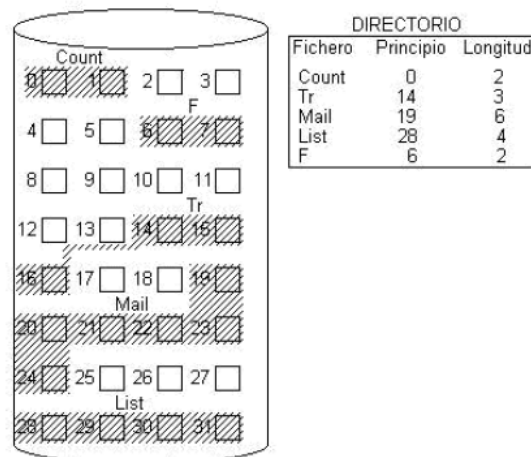 Count
0 1 2 3
F
4 5 6 7
8 9 10 11
Tr
12 13 14 15
16 17 18 19
Mail
20 21 22 23
24 25 26 27
List
28 29 30 31
DIRECTORIO
Fichero Principio Longitud
Count 0 2
Tr 14 3
Mail 19 6
List 28 4
F 6 2